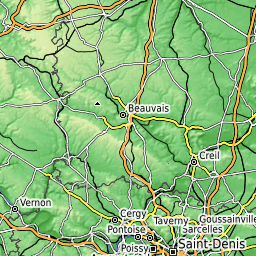 Beauvais
Creil
Vernon
Cergy
Pontoise
Taverny
Goussainville
Sarcelles
Poissy
Saint-Denis